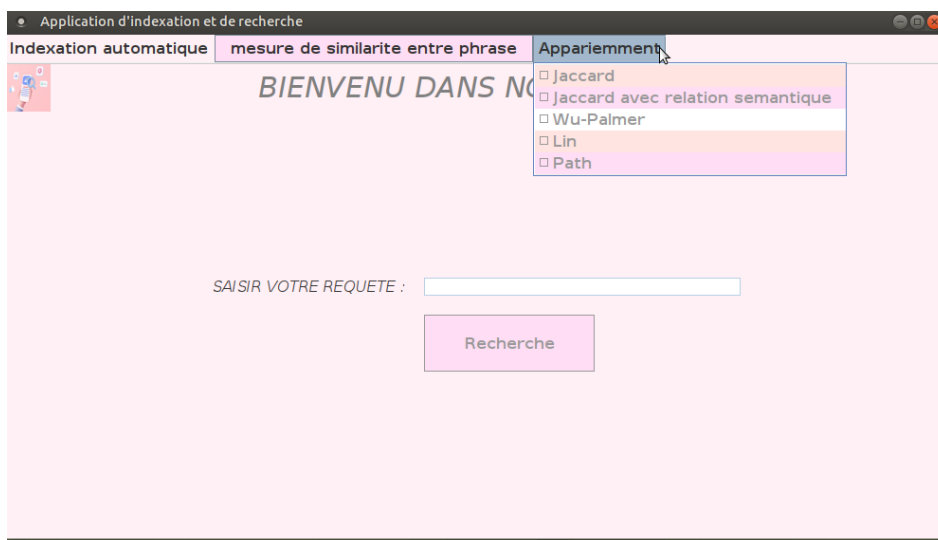 Application d'indexation et de recherche
Indexation automatique mesure de similarite entre phrase Appariemment
BIENVENU DANS
Jaccard
Jaccard avec relation semantique
Wu-Palmer
Lin
Path
SAISIR VOTRE REQUETE :
Recherche